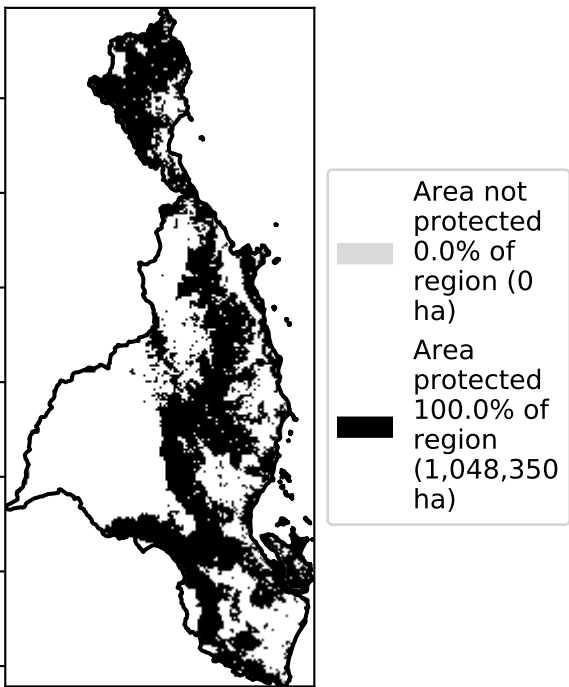 Area not
protected
0.0% of
region (0
ha)
Area
protected
100.0% of
region
(1,048,350
ha)